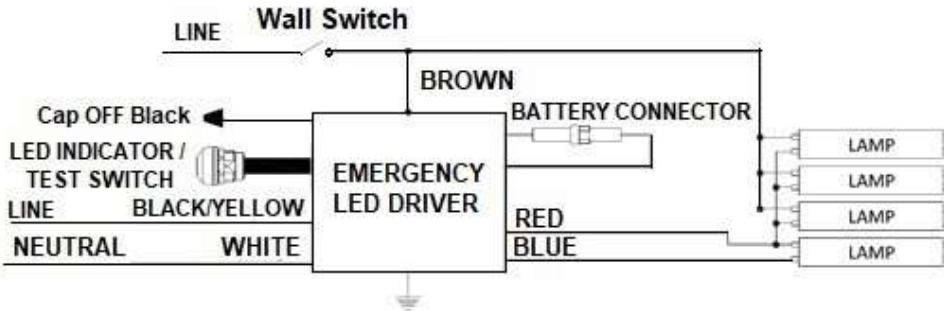 Wall Switch
LINE
BROWN
Cap OFF Black
BATTERY CONNECTOR
LED INDICATOR /
TEST SWITCH
EMERGENCY
LED DRIVER
LINE BLACK/YELLOW
NEUTRAL WHITE
RED
BLUE
LAMP
LAMP
LAMP
LAMP